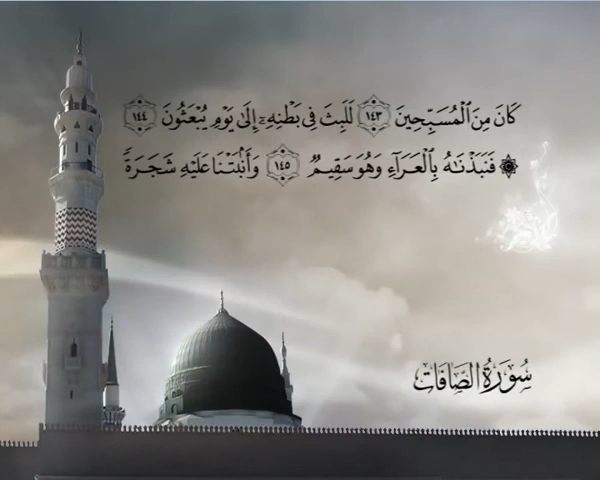 كَانَ مِنَ ٱلْمُسَبِّحِينَ ١٤٣ لَلَبِثَ فِى بَطْنِهِۦٓ إِلَىٰ يَوْمِ يُبْعَثُونَ ١٤٤
۞ فَنَبَذْنَٰهُ بِٱلْعَرَآءِ وَهُوَ سَقِيمٌ ١٤٥ وَأَنۢبَتْنَا عَلَيْهِ شَجَرَةً
سُورَةُ الصَّافَات